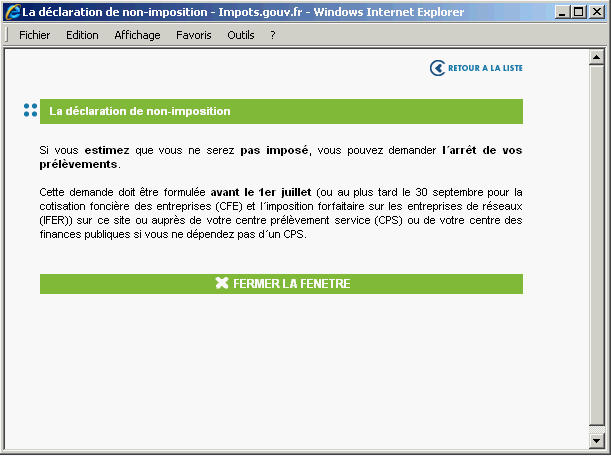 La déclaration de non-imposition - Impots.gouv.fr - Windows Internet Explorer
Fichier Edition Affichage Favoris Outils ?
RETOUR A LA LISTE
La déclaration de non-imposition
Si vous estimez que vous ne serez pas imposé, vous pouvez demander l´arrêt de vos
prélèvements.
Cette demande doit être formulée avant le 1er juillet (ou au plus tard le 30 septembre pour la
cotisation foncière des entreprises (CFE) et l´imposition forfaitaire sur les entreprises de réseaux
(IFER)) sur ce site ou auprès de votre centre prélèvement service (CPS) ou de votre centre des
finances publiques si vous ne dépendez pas d´un CPS.
FERMER LA FENETRE